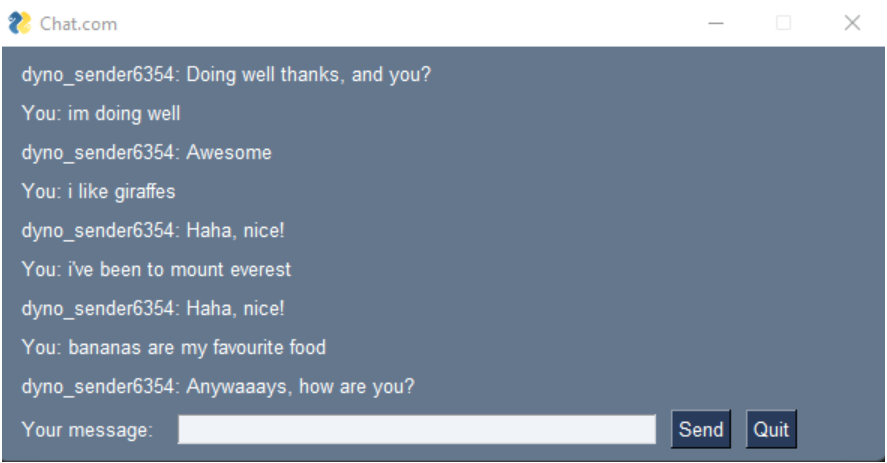 Chat.com
dyno_sender6354: Doing well thanks, and you?
You: im doing well
dyno_sender6354: Awesome
You: i like giraffes
dyno_sender6354: Haha, nice!
You: i've been to mount everest
dyno_sender6354: Haha, nice!
You: bananas are my favourite food
dyno_sender6354: Anywaaays, how are you?
Your message: Send Quit